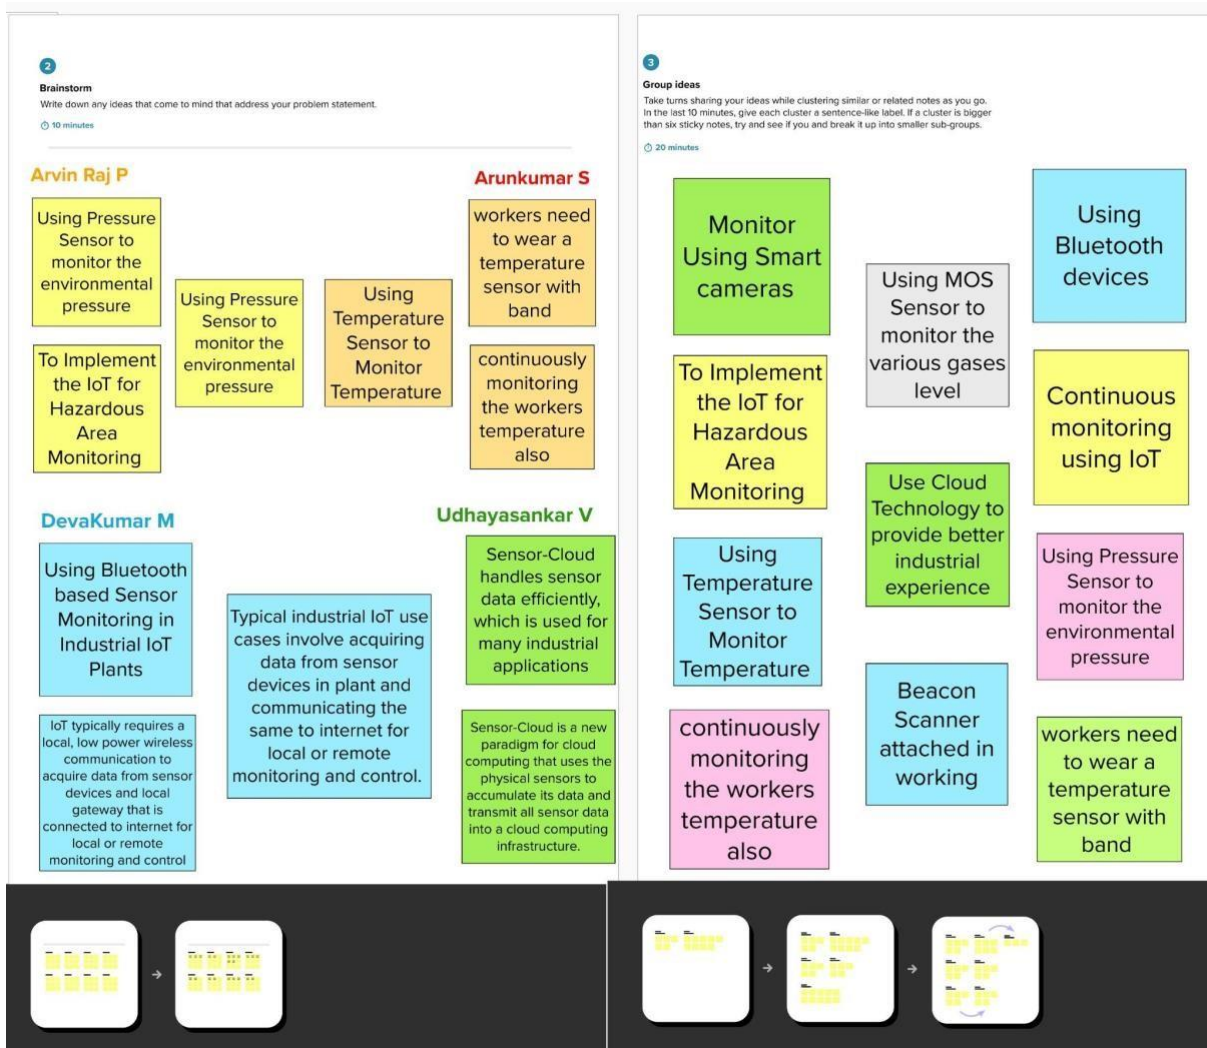 2
Brainstorm
Write down any ideas that come to mind that address your problem statement.
10 minutes
Arvin Raj P
Using Pressure
Sensor to
monitor the
environmental
pressure
To Implement
the IoT for
Hazardous
Area
Monitoring
Using Pressure
Sensor to
monitor the
environmental
pressure
Arunkumar S
Using
Temperature
Sensor to
Monitor
Temperature
workers need
to wear a
temperature
sensor with
band
continuously
monitoring
the workers
temperature
also
DevaKumar M
Using Bluetooth
based Sensor
Monitoring in
Industrial IoT
Plants
IoT typically requires a
local, low power wireless
communication to
acquire data from sensor
devices and local
gateway that is
connected to internet for
local or remote
monitoring and control
Typical industrial IoT use
cases involve acquiring
data from sensor
devices in plant and
communicating the
same to internet for
local or remote
monitoring and control.
Udhayasankar V
Sensor-Cloud
handles sensor
data efficiently,
which is used for
many industrial
applications
Sensor-Cloud is a new
paradigm for cloud
computing that uses the
physical sensors to
accumulate its data and
transmit all sensor data
into a cloud computing
infrastructure.
3
Group ideas
Take turns sharing your ideas while clustering similar or related notes as you go.
In the last 10 minutes, give each cluster a sentence-like label. If a cluster is bigger
than six sticky notes, try and see if you and break it up into smaller sub-groups.
20 minutes
Monitor
Using Smart
cameras
To Implement
the IoT for
Hazardous
Area
Monitoring
Using
Temperature
Sensor to
Monitor
Temperature
continuously
monitoring
the workers
temperature
also
Using MOS
Sensor to
monitor the
various gases
level
Use Cloud
Technology to
provide better
industrial
experience
Beacon
Scanner
attached in
working
Using
Bluetooth
devices
Continuous
monitoring
using IoT
Using Pressure
Sensor to
monitor the
environmental
pressure
workers need
to wear a
temperature
sensor with
band